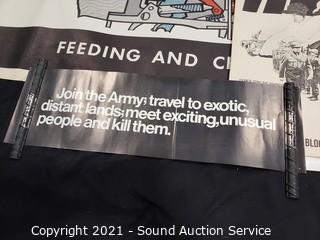 FEEDING AND C
Join the Army; travel to exotic,
distant lands; meet exciting, unusual
people and kill them.
BLOO
Copyright 2021 - Sound Auction Service